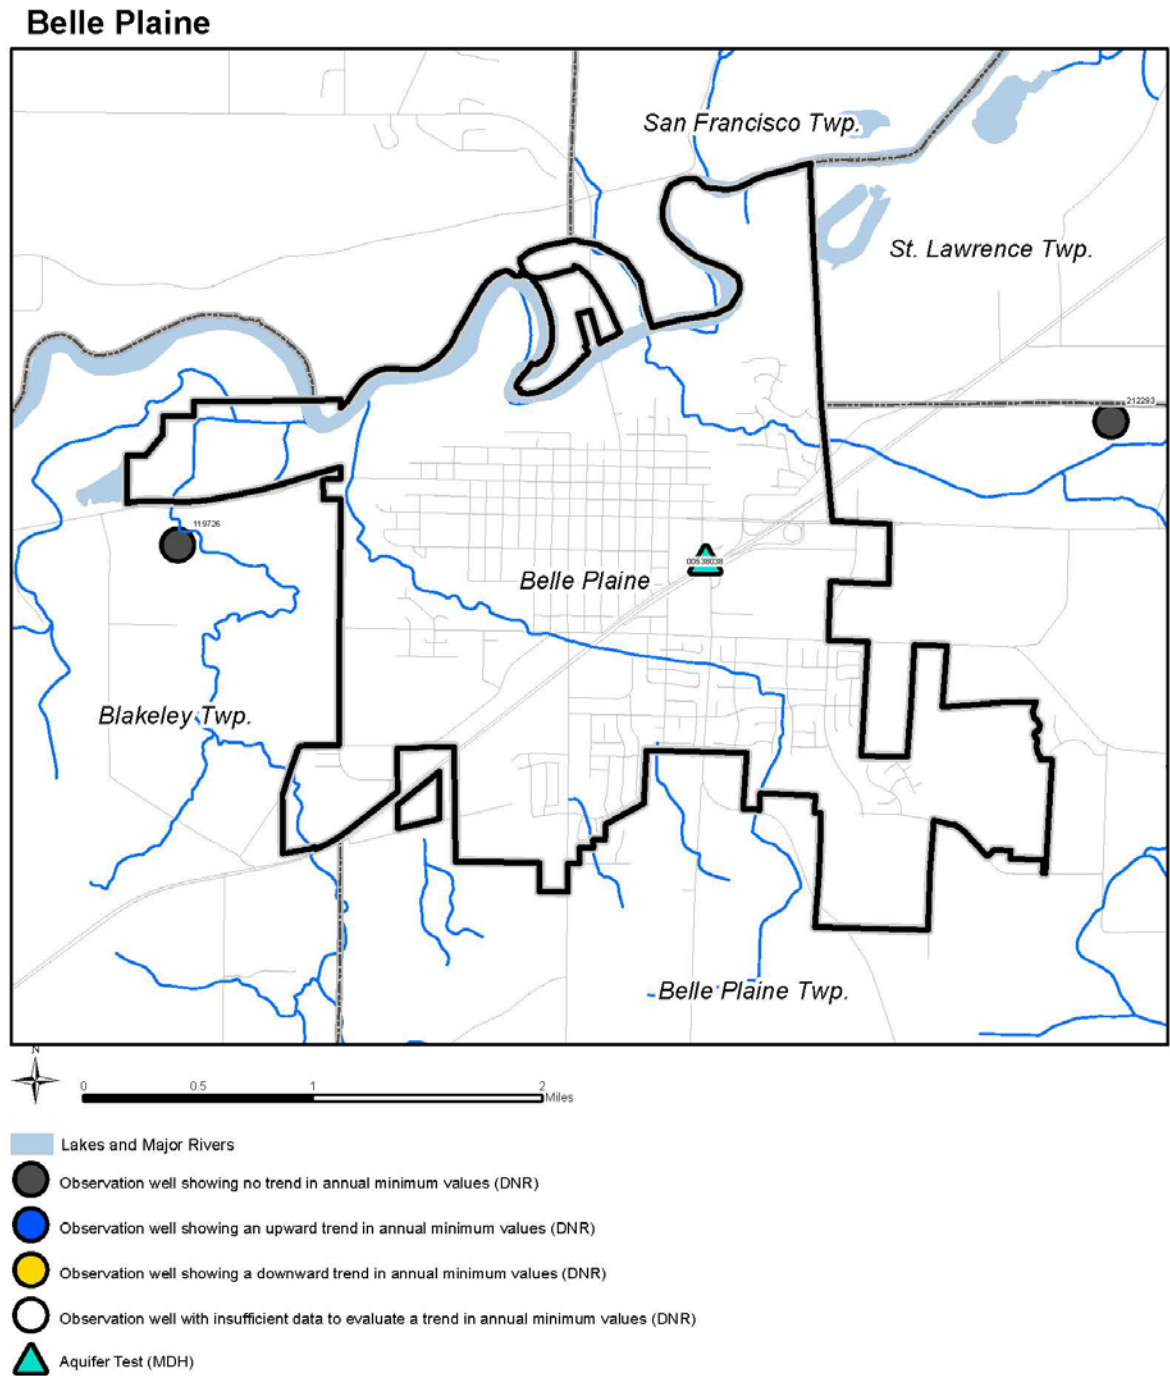 Belle Plaine
San Francisco Twp.
St. Lawrence Twp.
212293
119726
00538038
Belle Plaine
Blakeley Twp.
Belle Plaine Twp.
N
0 0.5 1 2
Miles
Lakes and Major Rivers
Observation well showing no trend in annual minimum values (DNR)
Observation well showing an upward trend in annual minimum values (DNR)
Observation well showing a downward trend in annual minimum values (DNR)
Observation well with insufficient data to evaluate a trend in annual minimum values (DNR)
Aquifer Test (MDH)